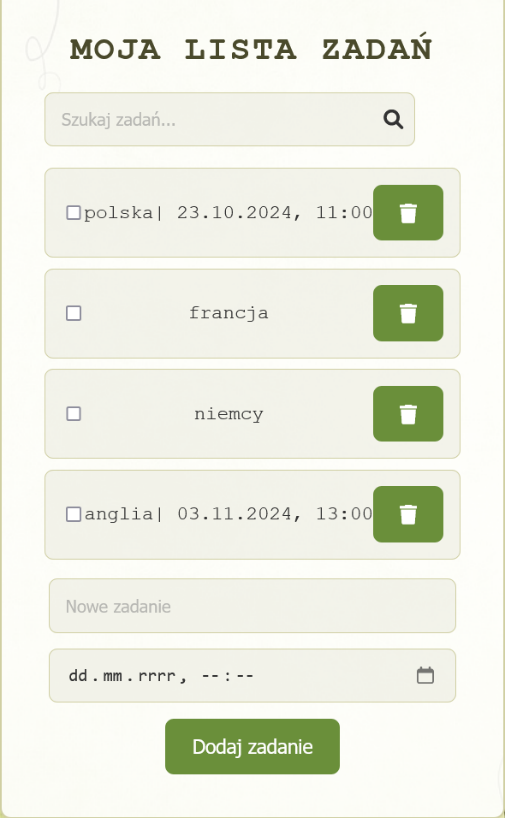 MOJA LISTA ZADAŃ
Szukaj zadań...
polska| 23.10.2024, 11:00
francja
niemcy
anglia| 03.11.2024, 13:00
Nowe zadanie
dd.mm.rrrr, --:--
Dodaj zadanie